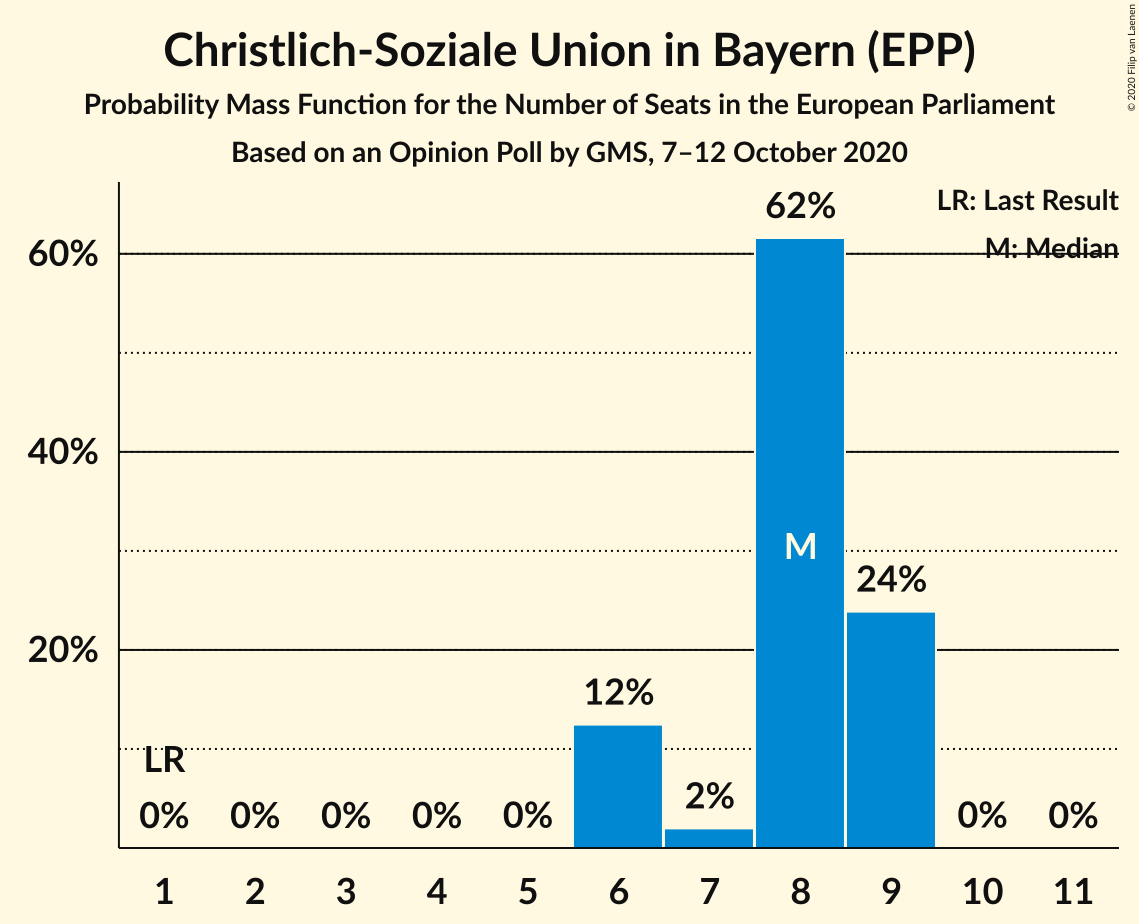 Christlich-Soziale Union in Bayern (EPP)
Probability Mass Function for the Number of Seats in the European Parliament
Based on an Opinion Poll by GMS, 7–12 October 2020
© 2020 Filip van Laenen
LR: Last Result
M: Median
60%
40%
20%
62%
M
24%
12%
2%
LR
0% 0% 0% 0% 0% 0% 0%
1 2 3 4 5 6 7 8 9 10 11